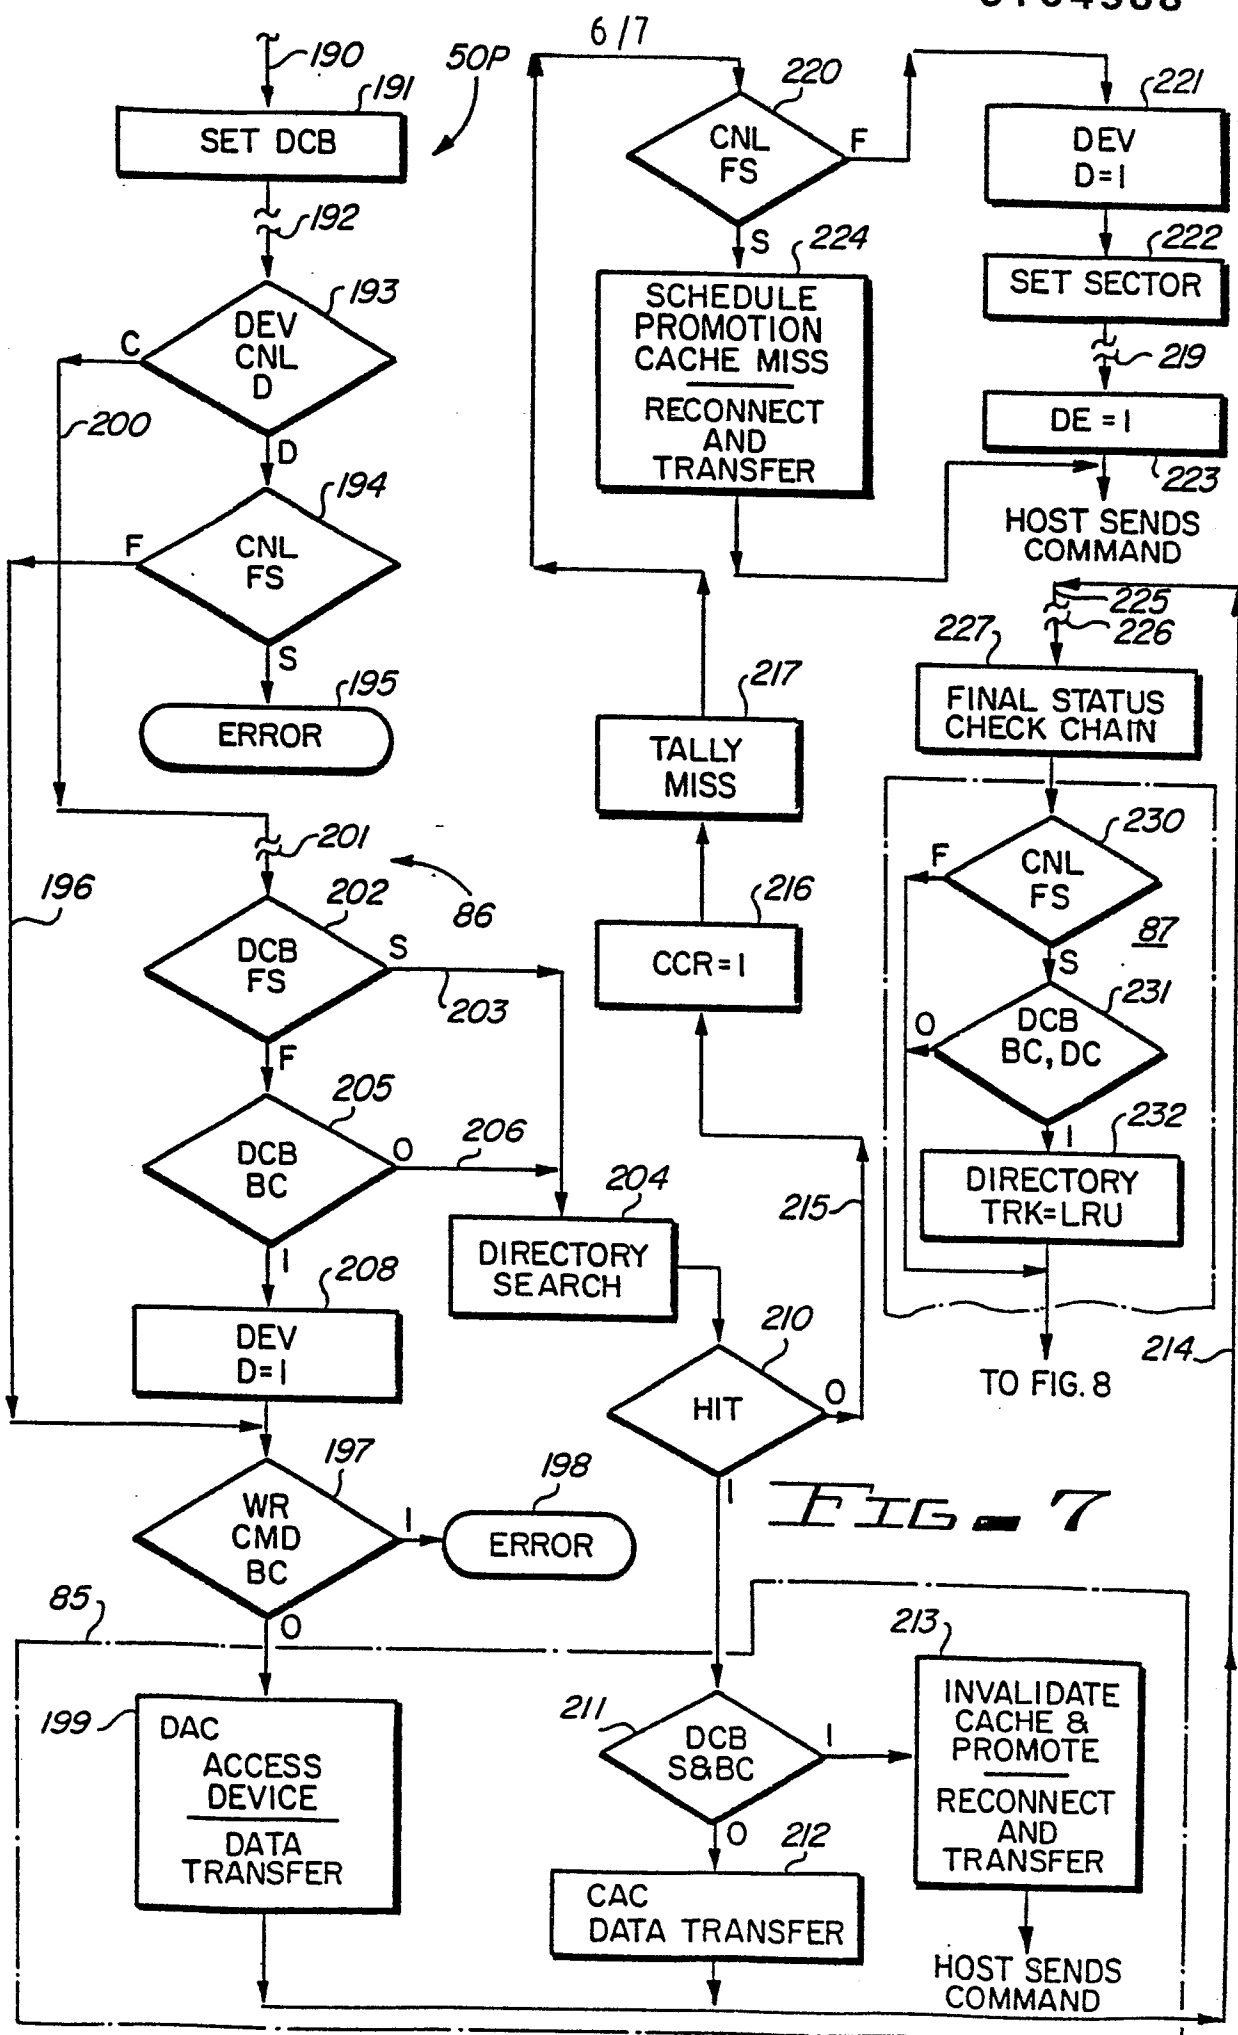 6/7
190
50P
191
SET DCB
192
193
DEV
CNL
D
C
D
200
194
CNL
FS
F
S
195
ERROR
196
201
86
202
DCB
FS
S
203
F
205
DCB
BC
O
206
I
204
DIRECTORY
SEARCH
208
DEV
D=I
197
WR
CMD
BC
I
198
ERROR
O
85
199
DAC
ACCESS
DEVICE
DATA
TRANSFER
220
CNL
FS
F
S
224
SCHEDULE
PROMOTION
CACHE MISS
RECONNECT
AND
TRANSFER
217
TALLY
MISS
216
CCR=I
215
210
HIT
O
I
211
DCB
S&BC
I
O
212
CAC
DATA TRANSFER
213
INVALIDATE
CACHE &
PROMOTE
RECONNECT
AND
TRANSFER
HOST SENDS
COMMAND
221
DEV
D=I
222
SET SECTOR
219
DE=I
223
HOST SENDS
COMMAND
225
226
227
FINAL STATUS
CHECK CHAIN
230
CNL
FS
F
S
87
231
DCB
BC, DC
O
I
232
DIRECTORY
TRK=LRU
TO FIG. 8
214
FIG. 7